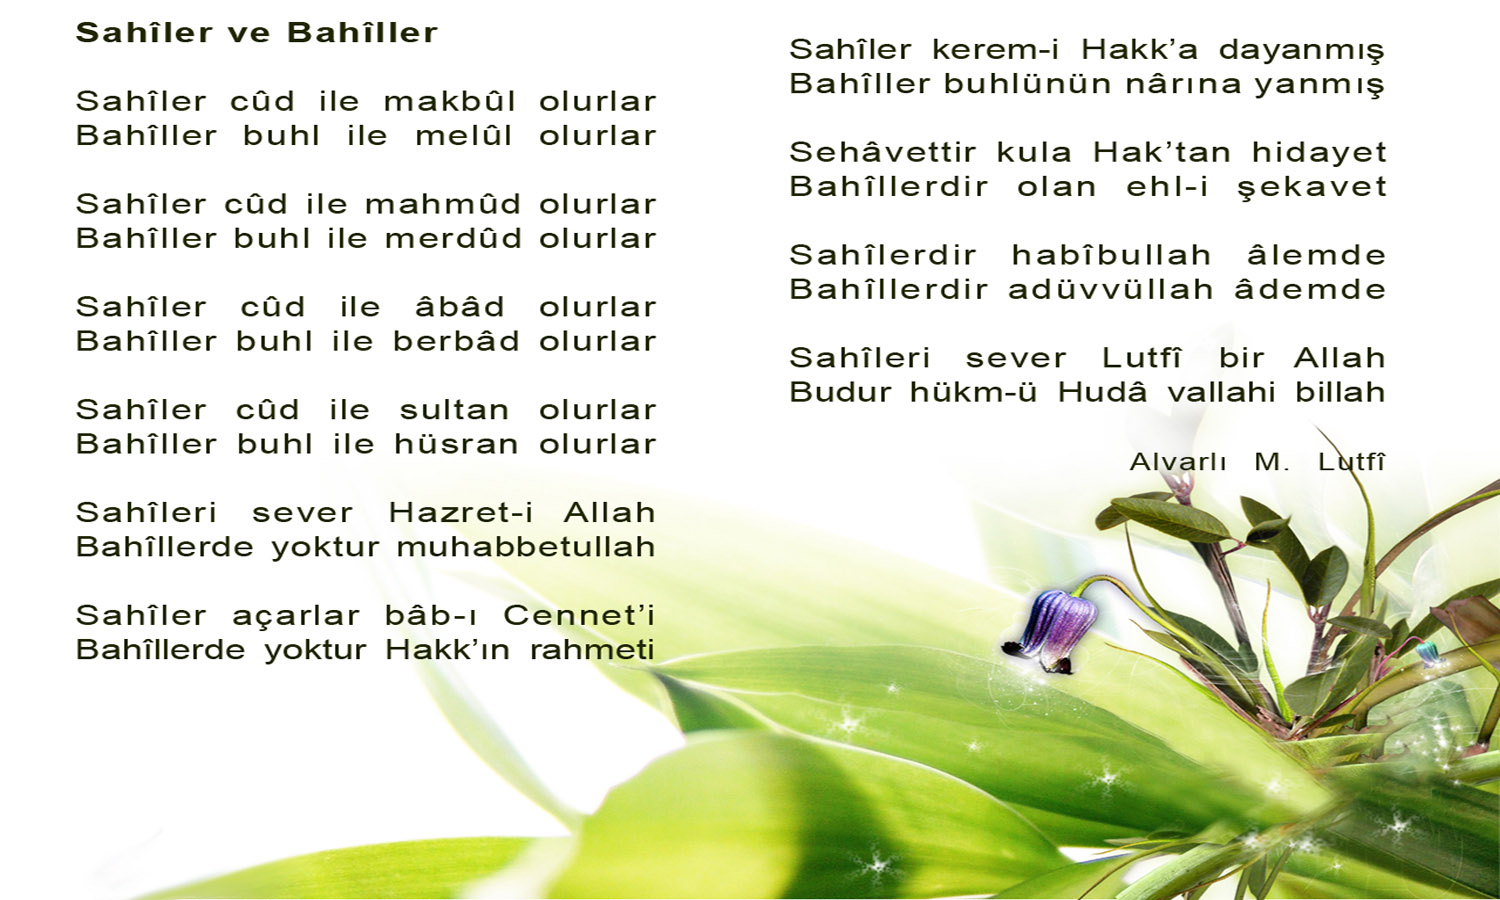 Sahîler ve Bahîller
Sahîler cûd ile makbûl olurlar
Bahîller buhl ile melûl olurlar
Sahîler cûd ile mahmûd olurlar
Bahîller buhl ile merdûd olurlar
Sahîler cûd ile âbâd olurlar
Bahîller buhl ile berbâd olurlar
Sahîler cûd ile sultan olurlar
Bahîller buhl ile hüsran olurlar
Sahîleri sever Hazret-i Allah
Bahîllerde yoktur muhabbetullah
Sahîler açarlar bâb-ı Cennet’i
Bahîllerde yoktur Hakk’ın rahmeti
Sahîler kerem-i Hakk’a dayanmış
Bahîller buhlünün nârına yanmış
Sehâvettir kula Hak’tan hidayet
Bahîllerdir olan ehl-i şekavet
Sahîlerdir habîbullah âlemde
Bahîllerdir adüvvüllah âdemde
Sahîleri sever Lutfî bir Allah
Budur hükm-ü Hudâ vallahi billah
Alvarlı M. Lutfî